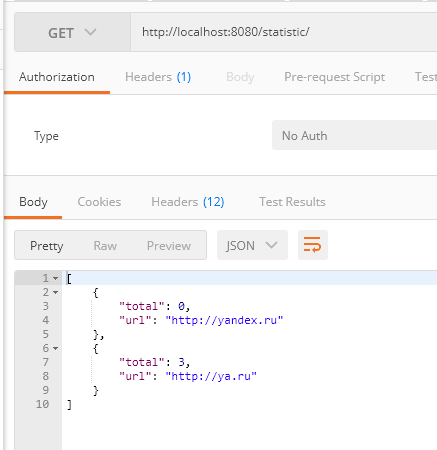 GET http://localhost:8080/statistic/
Authorization Headers (1) Body Pre-request Script Test
Type No Auth
Body Cookies Headers (12) Test Results
Pretty Raw Preview JSON
1 [
2 {
3 "total": 0,
4 "url": "http://yandex.ru"
5 },
6 {
7 "total": 3,
8 "url": "http://ya.ru"
9 }
10 ]